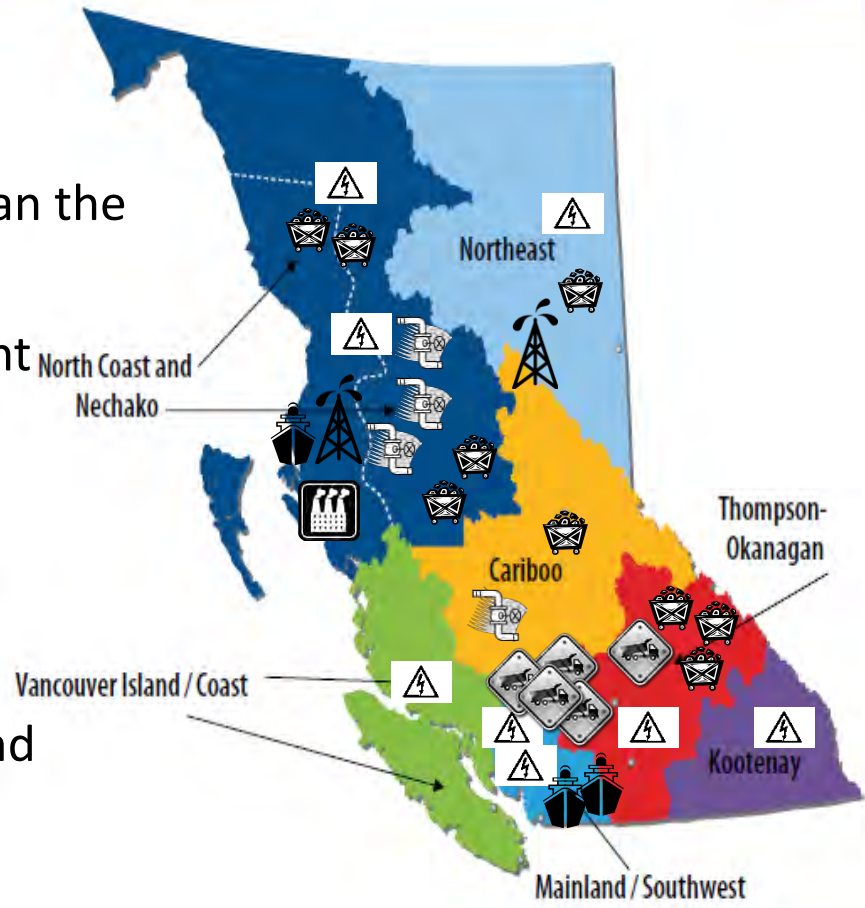 an the
Northeast
nt
North Coast and
Nechako
Thompson-
Okanagan
Cariboo
Vancouver Island / Coast
nd
Kootenay
Mainland / Southwest